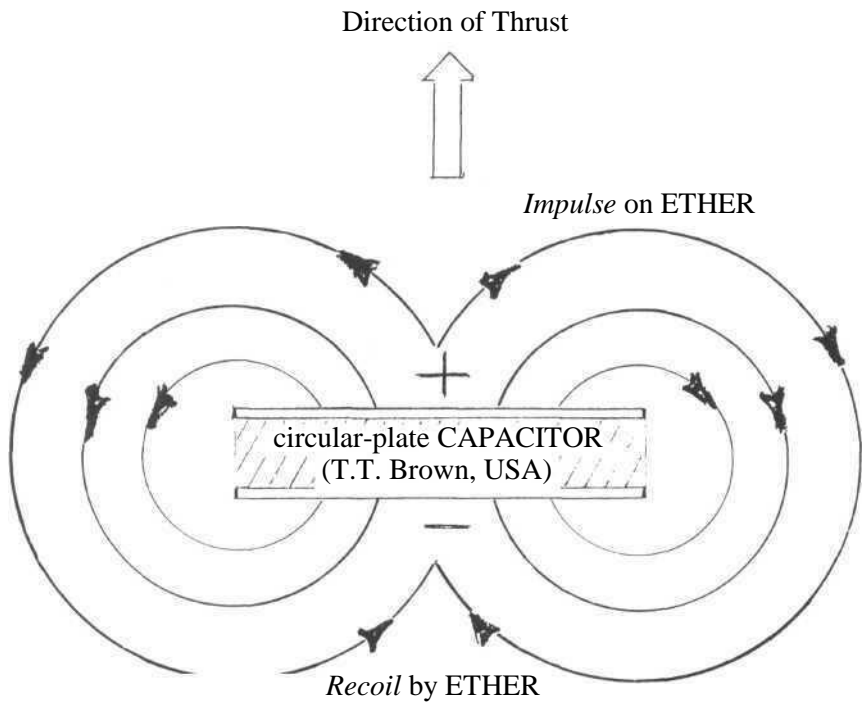 Direction of Thrust
Impulse on ETHER
+
circular-plate CAPACITOR
(T.T. Brown, USA)
−
Recoil by ETHER